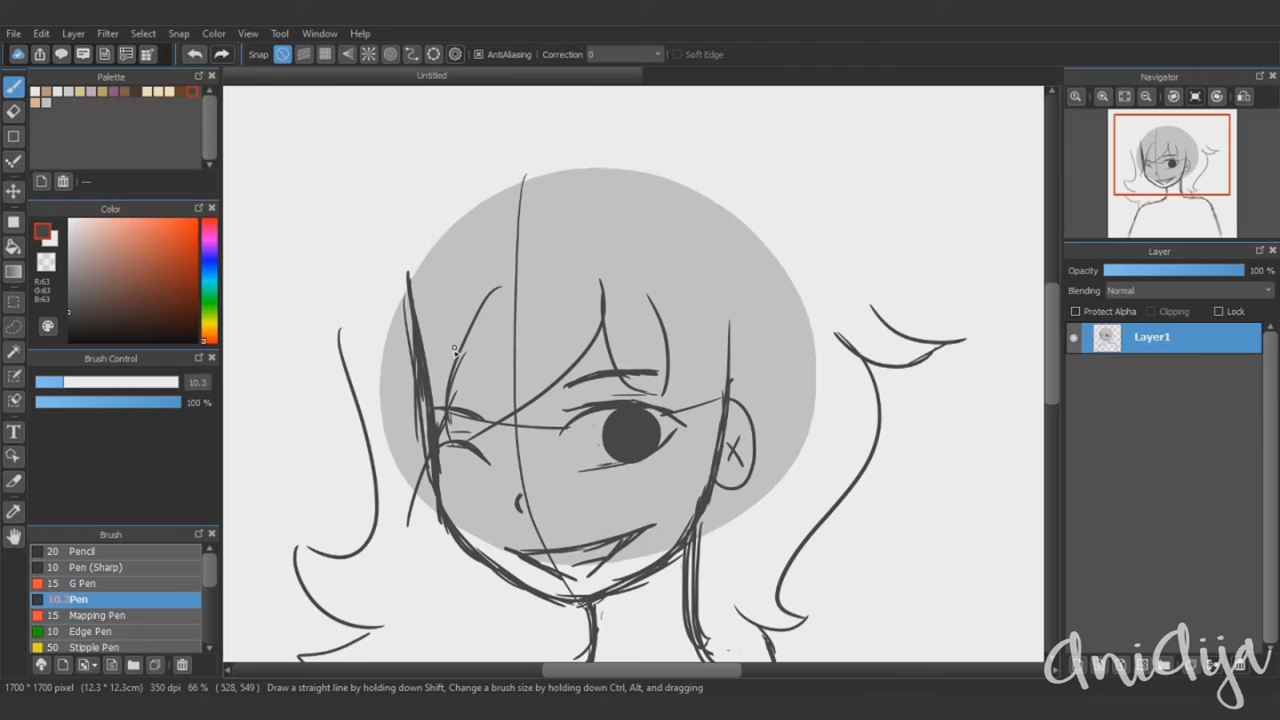 File Edit Layer Filter Select Snap Color View Tool Window Help
Snap AntiAliasing Correction 0 Soft Edge
Palette
Untitled
Navigator
---
Color
R:63
G:63
B:63
Brush Control
10.3
100 %
Brush
20 Pencil
10 Pen (Sharp)
15 G Pen
10.3 Pen
15 Mapping Pen
10 Edge Pen
50 Stipple Pen
Layer
Opacity 100 %
Blending Normal
Protect Alpha Clipping Lock
Layer1
anidija
1700 * 1700 pixel (12.3 * 12.3cm) 350 dpi 66 % ( 528, 549 ) Draw a straight line by holding down Shift, Change a brush size by holding down Ctrl, Alt, and dragging